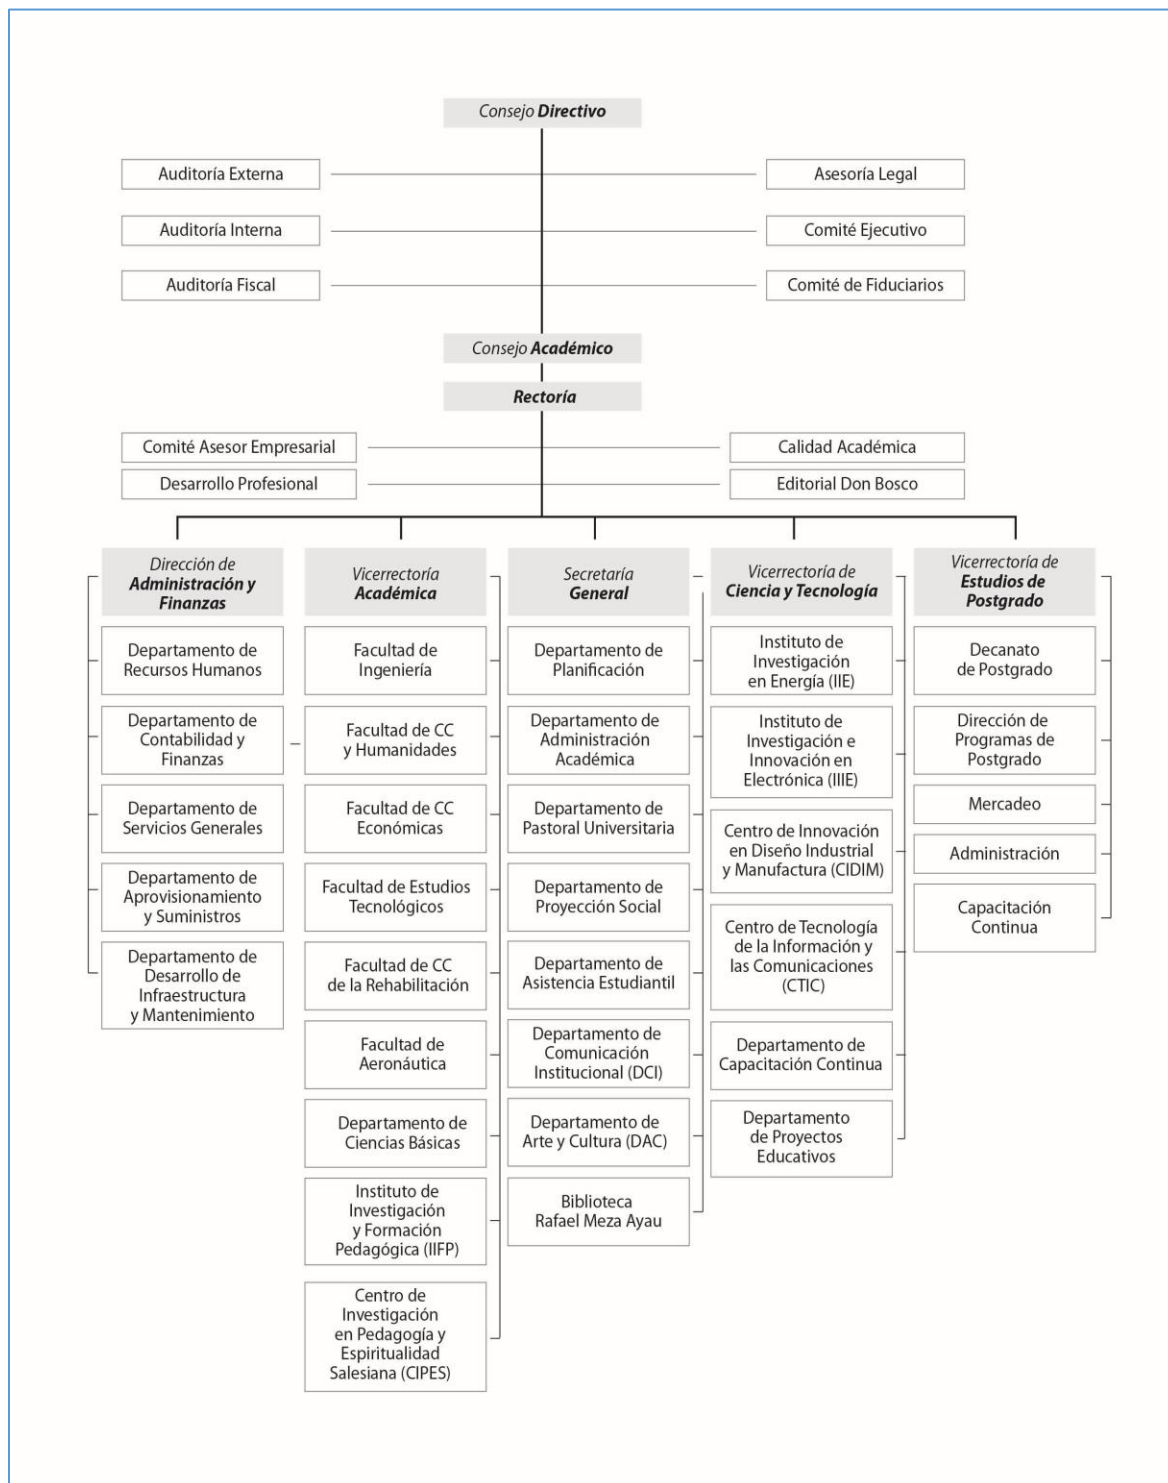 Consejo Directivo
Auditoría Externa
Asesoría Legal
Auditoría Interna
Comité Ejecutivo
Auditoría Fiscal
Comité de Fiduciarios
Consejo Académico
Rectoría
Comité Asesor Empresarial
Calidad Académica
Desarrollo Profesional
Editorial Don Bosco
Dirección de
Administración y
Finanzas
Departamento de
Recursos Humanos
Departamento de
Contabilidad y
Finanzas
Departamento de
Servicios Generales
Departamento de
Aprovisionamiento
y Suministros
Departamento de
Desarrollo de
Infraestructura
y Mantenimiento
Vicerrectoría
Académica
Facultad de
Ingeniería
Facultad de CC
y Humanidades
Facultad de CC
Económicas
Facultad de Estudios
Tecnológicos
Facultad de CC
de la Rehabilitación
Facultad de
Aeronáutica
Departamento de
Ciencias Básicas
Instituto de
Investigación
y Formación
Pedagógica (IIFP)
Centro de
Investigación
en Pedagogía y
Espiritualidad
Salesiana (CIPES)
Secretaría
General
Departamento de
Planificación
Departamento de
Administración
Académica
Departamento de
Pastoral Universitaria
Departamento de
Proyección Social
Departamento de
Asistencia Estudiantil
Departamento de
Comunicación
Institucional (DCI)
Departamento de
Arte y Cultura (DAC)
Biblioteca
Rafael Meza Ayau
Vicerrectoría de
Ciencia y Tecnología
Instituto de
Investigación
en Energía (IIE)
Instituto de
Investigación e
Innovación en
Electrónica (IIIE)
Centro de Innovación
en Diseño Industrial
y Manufactura (CIDIM)
Centro de Tecnología
de la Información y
las Comunicaciones
(CTIC)
Departamento de
Capacitación Continua
Departamento
de Proyectos
Educativos
Vicerrectoría de
Estudios de
Postgrado
Decanato
de Postgrado
Dirección de
Programas de
Postgrado
Mercadeo
Administración
Capacitación
Continua